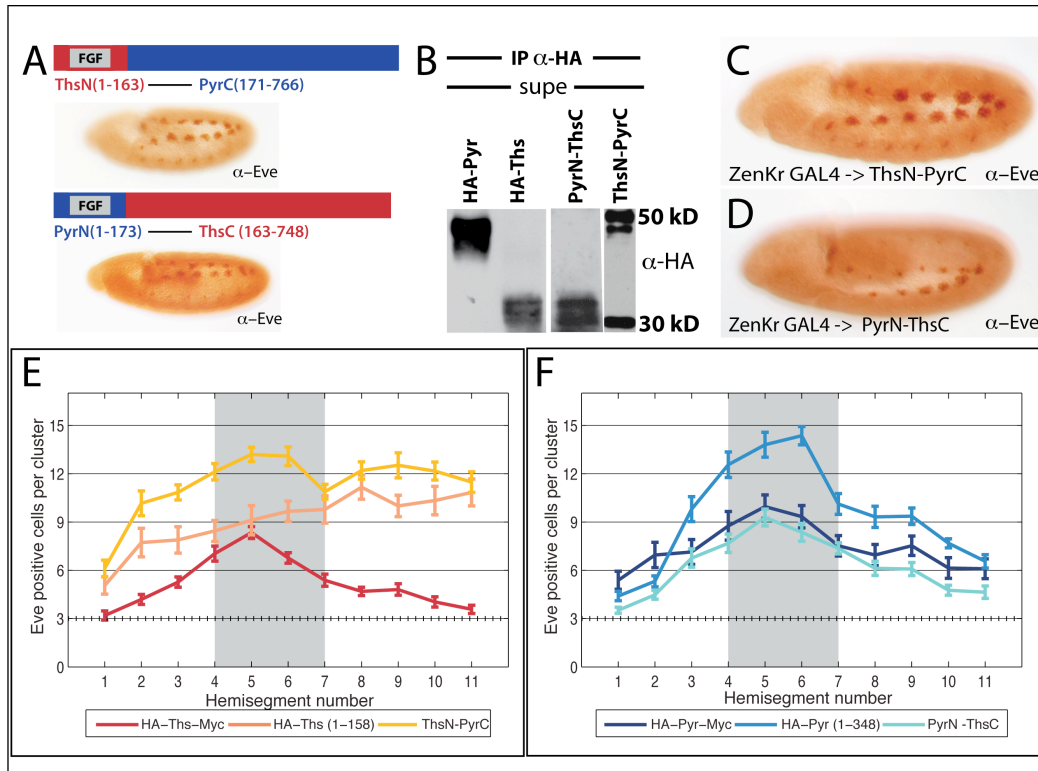 A
FGF
ThsN(1-163) PyrC(171-766)
α-Eve
FGF
PyrN(1-173) ThsC (163-748)
α-Eve
B
IP α-HA
supe
HA-Pyr
HA-Ths
PyrN-ThsC
ThsN-PyrC
50 kD
α-HA
30 kD
C
ZenKr GAL4 -> ThsN-PyrC α-Eve
D
ZenKr GAL4 -> PyrN-ThsC α-Eve
E
Eve positive cells per cluster
15
12
9
6
3
0
1 2 3 4 5 6 7 8 9 10 11
Hemisegment number
HA-Ths-Myc HA-Ths (1-158) ThsN-PyrC
F
Eve positive cells per cluster
15
12
9
6
3
0
1 2 3 4 5 6 7 8 9 10 11
Hemisegment number
HA-Pyr-Myc HA-Pyr (1-348) PyrN -ThsC